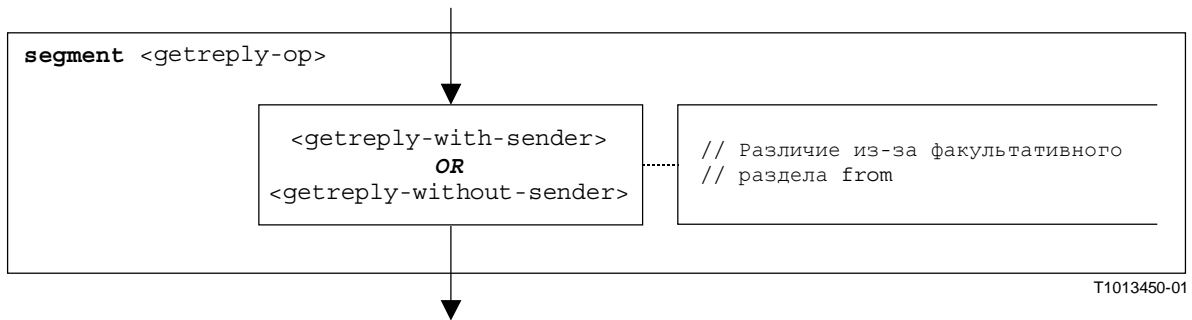 segment <getreply-op>
<getreply-with-sender>
OR
<getreply-without-sender>
// Различие из-за факультативного
// раздела from
T1013450-01